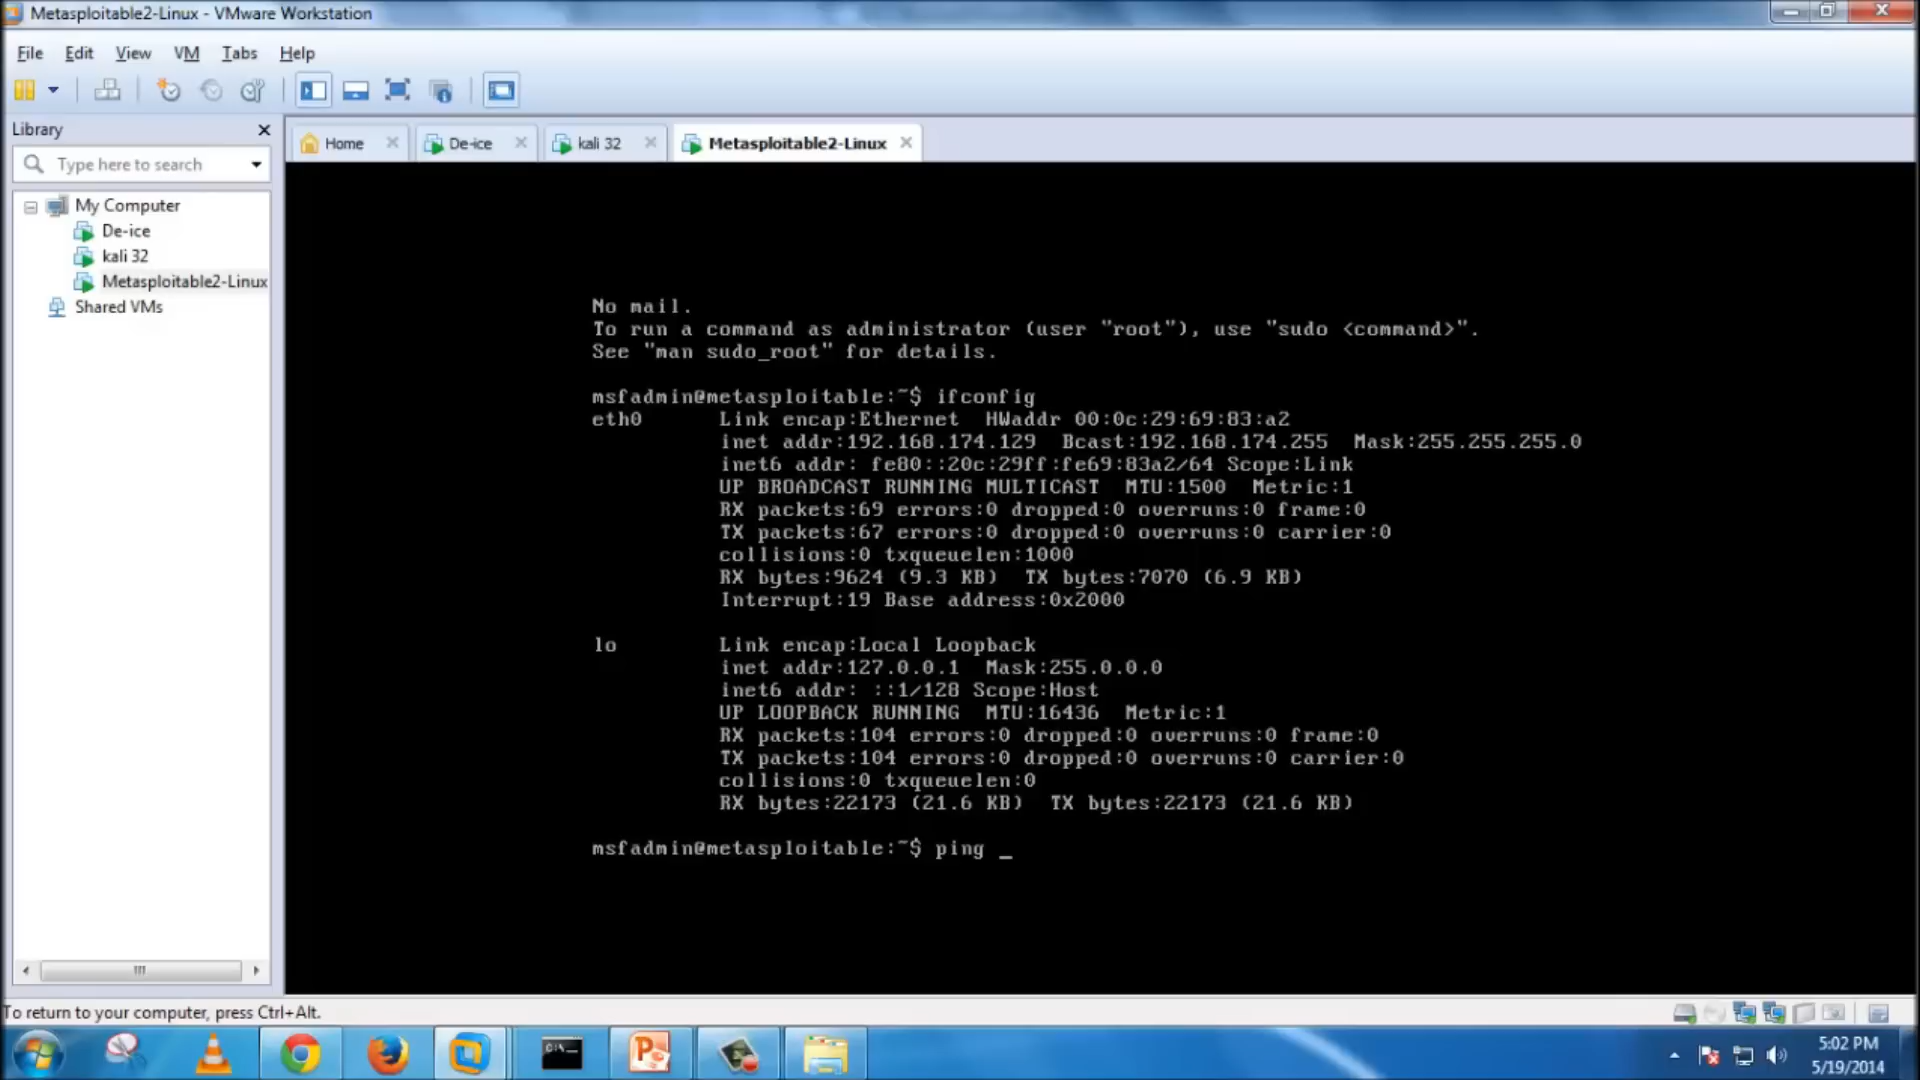 Metasploitable2-Linux - VMware Workstation
File Edit View VM Tabs Help
Library
Type here to search
My Computer
De-ice
kali 32
Metasploitable2-Linux
Shared VMs
Home De-ice kali 32 Metasploitable2-Linux
No mail.
To run a command as administrator (user "root"), use "sudo <command>".
See "man sudo_root" for details.
msfadmin@metasploitable:~$ ifconfig
eth0 Link encap:Ethernet HWaddr 00:0c:29:69:83:a2
inet addr:192.168.174.129 Bcast:192.168.174.255 Mask:255.255.255.0
inet6 addr: fe80::20c:29ff:fe69:83a2/64 Scope:Link
UP BROADCAST RUNNING MULTICAST MTU:1500 Metric:1
RX packets:69 errors:0 dropped:0 overruns:0 frame:0
TX packets:67 errors:0 dropped:0 overruns:0 carrier:0
collisions:0 txqueuelen:1000
RX bytes:9624 (9.3 KB) TX bytes:7070 (6.9 KB)
Interrupt:19 Base address:0x2000
lo Link encap:Local Loopback
inet addr:127.0.0.1 Mask:255.0.0.0
inet6 addr: ::1/128 Scope:Host
UP LOOPBACK RUNNING MTU:16436 Metric:1
RX packets:104 errors:0 dropped:0 overruns:0 frame:0
TX packets:104 errors:0 dropped:0 overruns:0 carrier:0
collisions:0 txqueuelen:0
RX bytes:22173 (21.6 KB) TX bytes:22173 (21.6 KB)
msfadmin@metasploitable:~$ ping _
To return to your computer, press Ctrl+Alt.
5:02 PM
5/19/2014